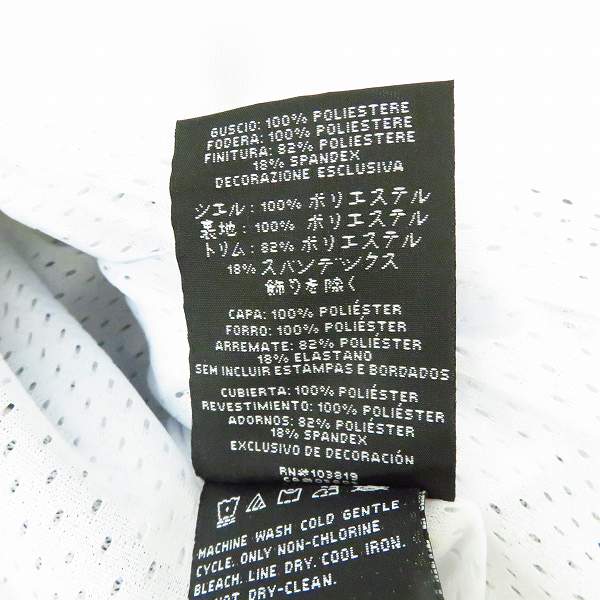 GUSCIO: 100% POLIESTERE
FODERA: 100% POLIESTERE
FINITURA: 82% POLIESTERE
18% SPANDEX
DECORAZIONE ESCLUSIVA
シエル: 100% ポリエステル
裏地: 100% ポリエステル
トリム: 82% ポリエステル
18% スパンデックス
飾りを除く
CAPA: 100% POLIÉSTER
FORRO: 100% POLIÉSTER
ARREMATE: 82% POLIÉSTER
18% ELASTANO
SEM INCLUIR ESTAMPAS E BORDADOS
CUBIERTA: 100% POLIÉSTER
REVESTIMIENTO: 100% POLIÉSTER
ADORNOS: 82% POLIÉSTER
18% SPANDEX
EXCLUSIVO DE DECORACIÓN
RN#103819
MACHINE WASH COLD GENTLE
CYCLE. ONLY NON-CHLORINE
BLEACH. LINE DRY. COOL IRON.
NOT DRY-CLEAN.